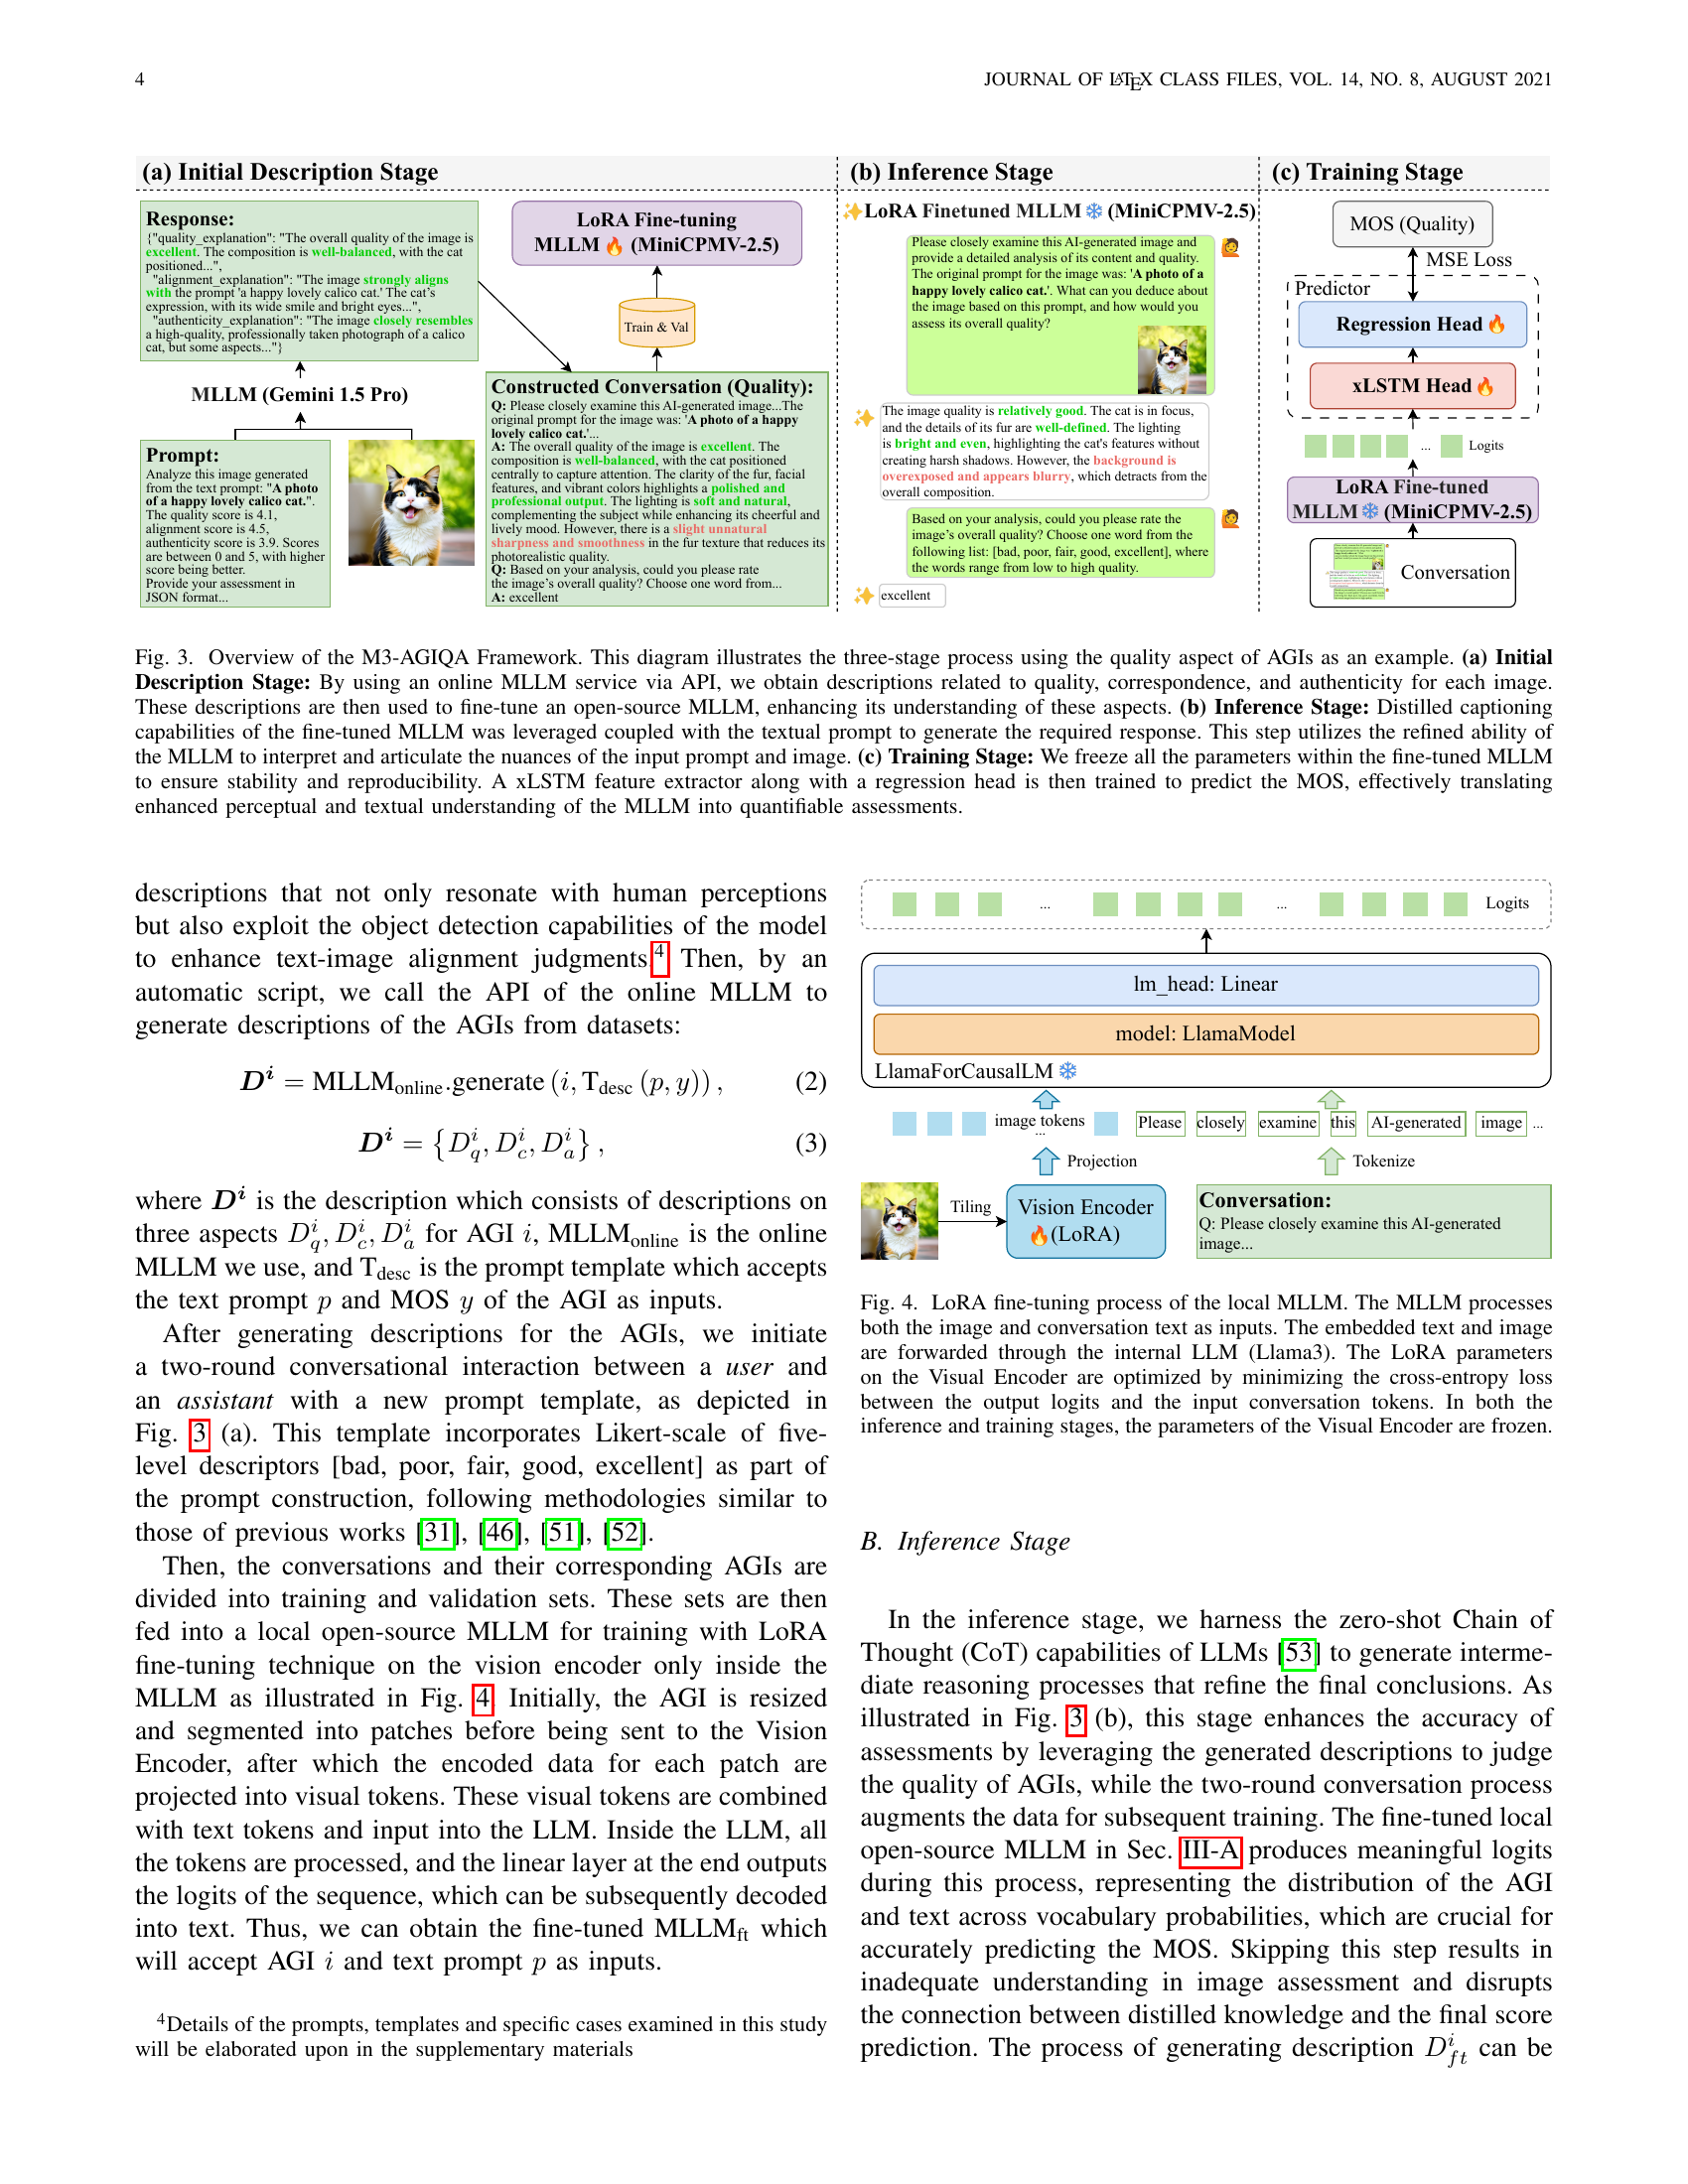 4
JOURNAL OF LATEX CLASS FILES, VOL. 14, NO. 8, AUGUST 2021
(a) Initial Description Stage
Response:
{"quality_explanation": "The overall quality of the image is
excellent. The composition is well-balanced, with the cat
positioned...",
"alignment_explanation": "The image strongly aligns
with the prompt 'a happy lovely calico cat.' The cat's
expression, with its wide smile and bright eyes...",
"authenticity_explanation": "The image closely resembles
a high-quality, professionally taken photograph of a calico
cat, but some aspects..."}
MLLM (Gemini 1.5 Pro)
Prompt:
Analyze this image generated
from the text prompt: "A photo
of a happy lovely calico cat.".
The quality score is 4.1,
alignment score is 4.5,
authenticity score is 3.9. Scores
are between 0 and 5, with higher
score being better.
Provide your assessment in
JSON format...
LoRA Fine-tuning
MLLM 🔥 (MiniCPMV-2.5)
Train & Val
Constructed Conversation (Quality):
Q: Please closely examine this AI-generated image...The
original prompt for the image was: 'A photo of a happy
lovely calico cat.'...
A: The overall quality of the image is excellent. The
composition is well-balanced, with the cat positioned
centrally to capture attention. The clarity of the fur, facial
features, and vibrant colors highlights a polished and
professional output. The lighting is soft and natural,
complementing the subject while enhancing its cheerful and
lively mood. However, there is a slight unnatural
sharpness and smoothness in the fur texture that reduces its
photorealistic quality.
Q: Based on your analysis, could you please rate
the image's overall quality? Choose one word from...
A: excellent
(b) Inference Stage
✨LoRA Finetuned MLLM ❄️ (MiniCPMV-2.5)
Please closely examine this AI-generated image and
provide a detailed analysis of its content and quality.
The original prompt for the image was: 'A photo of a
happy lovely calico cat.'. What can you deduce about
the image based on this prompt, and how would you
assess its overall quality?
The image quality is relatively good. The cat is in focus,
and the details of its fur are well-defined. The lighting
is bright and even, highlighting the cat's features without
creating harsh shadows. However, the background is
overexposed and appears blurry, which detracts from the
overall composition.
Based on your analysis, could you please rate the
image's overall quality? Choose one word from the
following list: [bad, poor, fair, good, excellent], where
the words range from low to high quality.
excellent
(c) Training Stage
MOS (Quality)
MSE Loss
Predictor
Regression Head 🔥
xLSTM Head 🔥
... Logits
LoRA Fine-tuned
MLLM ❄️ (MiniCPMV-2.5)
Conversation
Fig. 3. Overview of the M3-AGIQA Framework. This diagram illustrates the three-stage process using the quality aspect of AGIs as an example. (a) Initial
Description Stage: By using an online MLLM service via API, we obtain descriptions related to quality, correspondence, and authenticity for each image.
These descriptions are then used to fine-tune an open-source MLLM, enhancing its understanding of these aspects. (b) Inference Stage: Distilled captioning
capabilities of the fine-tuned MLLM was leveraged coupled with the textual prompt to generate the required response. This step utilizes the refined ability of
the MLLM to interpret and articulate the nuances of the input prompt and image. (c) Training Stage: We freeze all the parameters within the fine-tuned MLLM
to ensure stability and reproducibility. A xLSTM feature extractor along with a regression head is then trained to predict the MOS, effectively translating
enhanced perceptual and textual understanding of the MLLM into quantifiable assessments.
descriptions that not only resonate with human perceptions
but also exploit the object detection capabilities of the model
to enhance text-image alignment judgments.4 Then, by an
automatic script, we call the API of the online MLLM to
generate descriptions of the AGIs from datasets:
D^i = MLLM_online.generate (i, T_desc (p, y)) , (2)
D^i = {D_q^i, D_c^i, D_a^i} , (3)
where D^i is the description which consists of descriptions on
three aspects D_q^i, D_c^i, D_a^i for AGI i, MLLM_online is the online
MLLM we use, and T_desc is the prompt template which accepts
the text prompt p and MOS y of the AGI as inputs.
After generating descriptions for the AGIs, we initiate
a two-round conversational interaction between a user and
an assistant with a new prompt template, as depicted in
Fig. 3 (a). This template incorporates Likert-scale of five-
level descriptors [bad, poor, fair, good, excellent] as part of
the prompt construction, following methodologies similar to
those of previous works [31], [46], [51], [52].
Then, the conversations and their corresponding AGIs are
divided into training and validation sets. These sets are then
fed into a local open-source MLLM for training with LoRA
fine-tuning technique on the vision encoder only inside the
MLLM as illustrated in Fig. 4. Initially, the AGI is resized
and segmented into patches before being sent to the Vision
Encoder, after which the encoded data for each patch are
projected into visual tokens. These visual tokens are combined
with text tokens and input into the LLM. Inside the LLM, all
the tokens are processed, and the linear layer at the end outputs
the logits of the sequence, which can be subsequently decoded
into text. Thus, we can obtain the fine-tuned MLLM_ft which
will accept AGI i and text prompt p as inputs.
4Details of the prompts, templates and specific cases examined in this study
will be elaborated upon in the supplementary materials
... ... Logits
lm_head: Linear
model: LlamaModel
LlamaForCausalLM ❄️
image tokens
...
Please closely examine this AI-generated image ...
Projection
Tokenize
Tiling
Vision Encoder
🔥(LoRA)
Conversation:
Q: Please closely examine this AI-generated
image...
Fig. 4. LoRA fine-tuning process of the local MLLM. The MLLM processes
both the image and conversation text as inputs. The embedded text and image
are forwarded through the internal LLM (Llama3). The LoRA parameters
on the Visual Encoder are optimized by minimizing the cross-entropy loss
between the output logits and the input conversation tokens. In both the
inference and training stages, the parameters of the Visual Encoder are frozen.
B. Inference Stage
In the inference stage, we harness the zero-shot Chain of
Thought (CoT) capabilities of LLMs [53] to generate interme-
diate reasoning processes that refine the final conclusions. As
illustrated in Fig. 3 (b), this stage enhances the accuracy of
assessments by leveraging the generated descriptions to judge
the quality of AGIs, while the two-round conversation process
augments the data for subsequent training. The fine-tuned local
open-source MLLM in Sec. III-A produces meaningful logits
during this process, representing the distribution of the AGI
and text across vocabulary probabilities, which are crucial for
accurately predicting the MOS. Skipping this step results in
inadequate understanding in image assessment and disrupts
the connection between distilled knowledge and the final score
prediction. The process of generating description D_ft^i can be